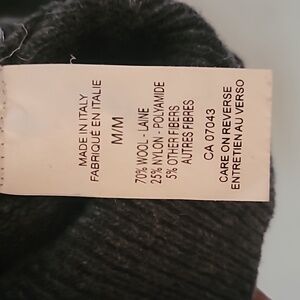 MADE IN ITALY
FABRIQUÉ EN ITALIE
M/M
70% WOOL - LAINE
25% NYLON - POLYAMIDE
5% OTHER FIBERS
AUTRES FIBRES
CA 07043
CARE ON REVERSE
ENTRETIEN AU VERSO